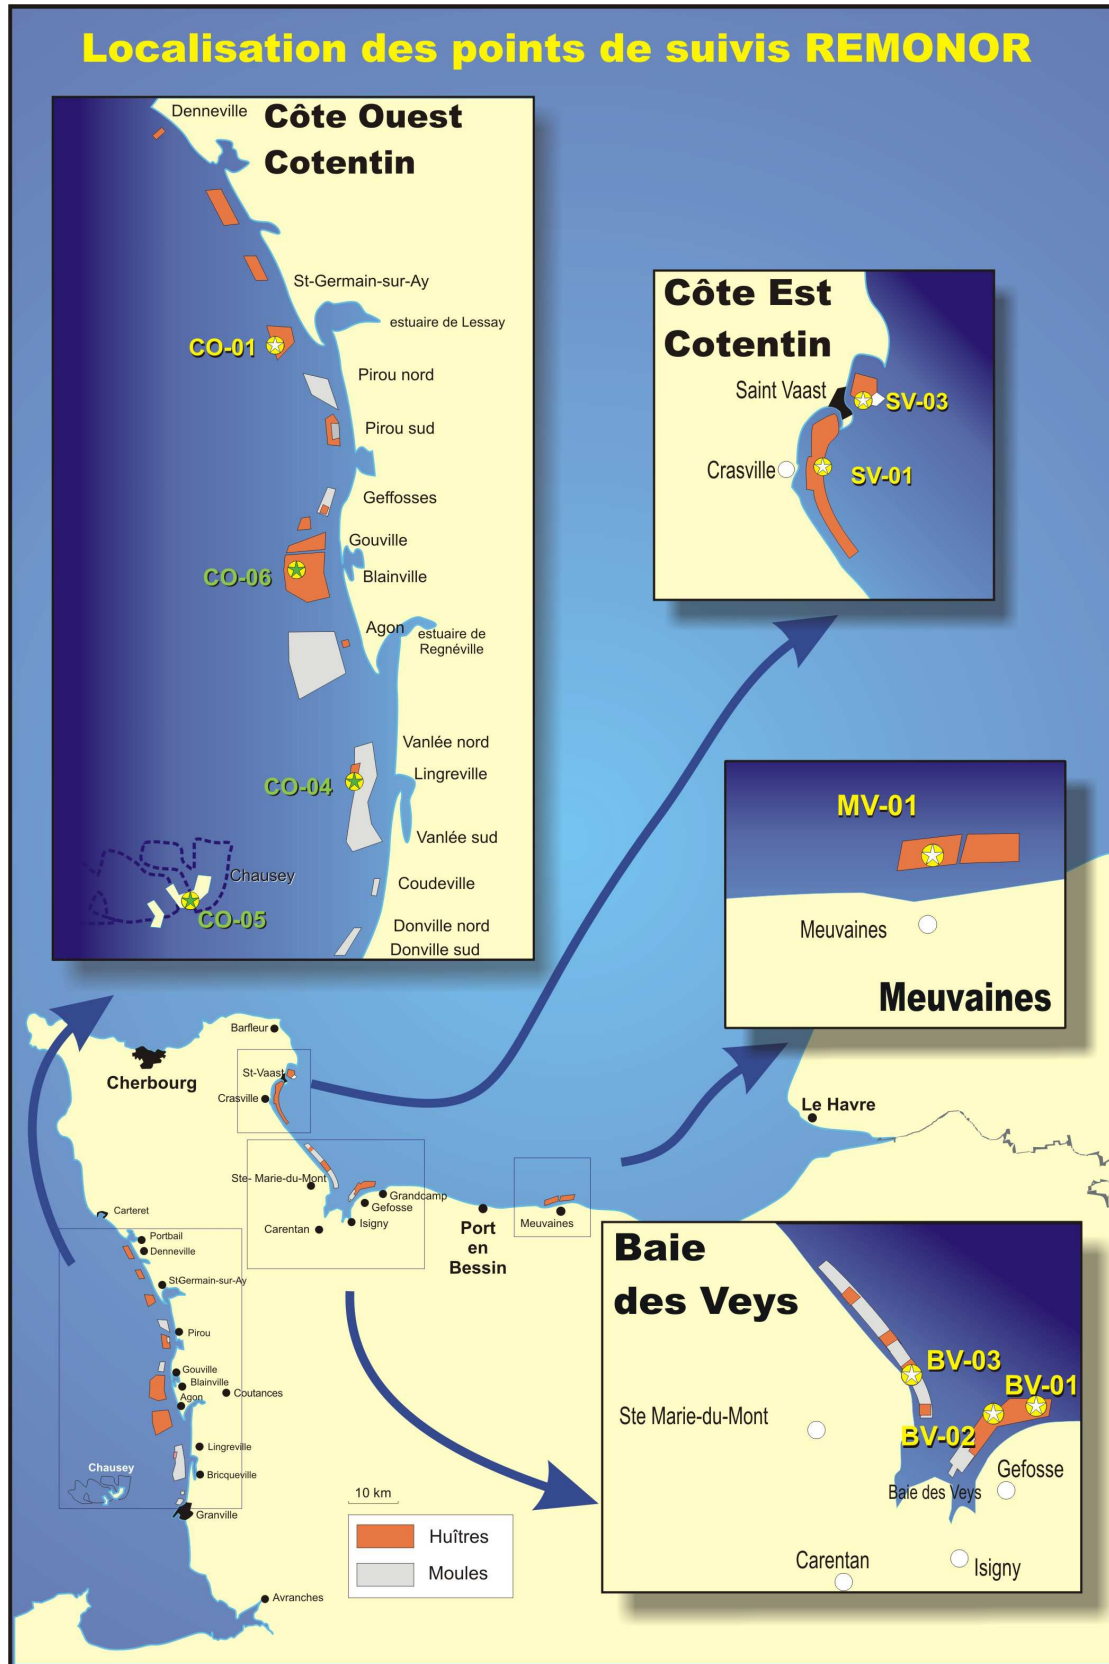 Localisation des points de suivis REMONOR
Côte Ouest
Cotentin
Denneville
St-Germain-sur-Ay
estuaire de Lessay
CO-01
Pirou nord
Pirou sud
Geffosses
Gouville
CO-06
Blainville
Agon
estuaire de
Regnéville
Vanlée nord
CO-04
Lingreville
Vanlée sud
Chausey
Coudeville
CO-05
Donville nord
Donville sud
Côte Est
Cotentin
Saint Vaast
SV-03
Crasville
SV-01
MV-01
Meuvaines
Meuvaines
Barfleur
Cherbourg
St-Vaast
Crasville
Le Havre
Ste- Marie-du-Mont
Grandcamp
Gefosse
Isigny
Carentan
Port
en
Bessin
Meuvaines
Carteret
Portbail
Denneville
StGermain-sur-Ay
Pirou
Gouville
Blainville
Agon
Coutances
Lingreville
Bricqueville
Chausey
Granville
Avranches
10 km
Huîtres
Moules
Baie
des Veys
BV-03
BV-01
BV-02
Ste Marie-du-Mont
Gefosse
Baie des Veys
Carentan
Isigny